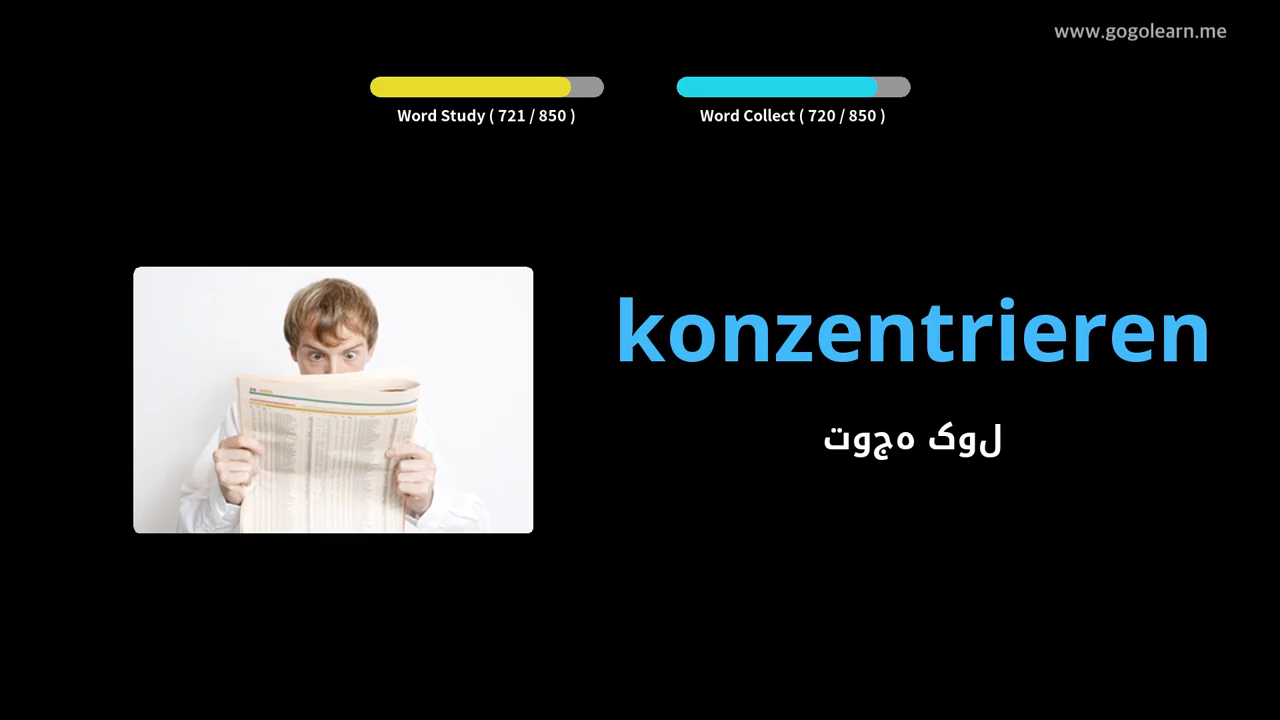 www.gogolearn.me
Word Study ( 721 / 850 )
Word Collect ( 720 / 850 )
konzentrieren
توجه کول